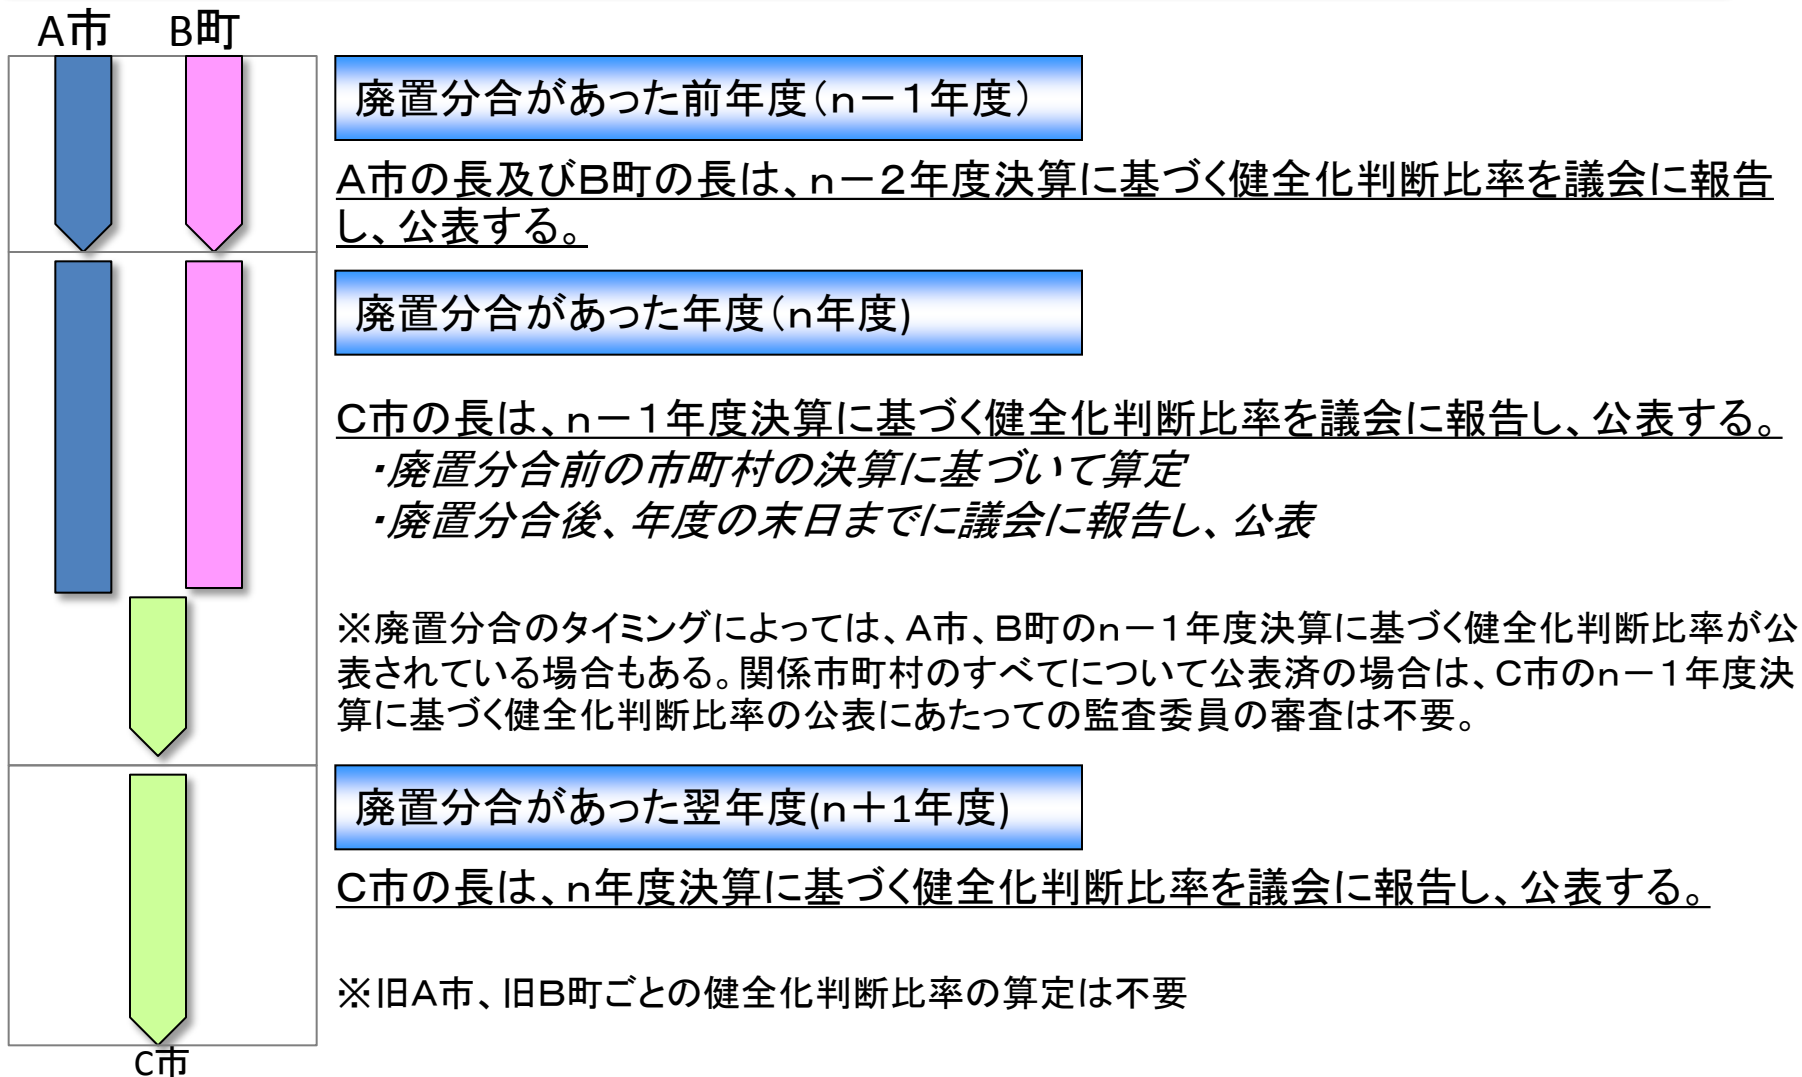 A市 B町
廃置分合があった前年度(n－1年度)
A市の長及びB町の長は、n－2年度決算に基づく健全化判断比率を議会に報告
し、公表する。
廃置分合があった年度(n年度)
C市の長は、n－1年度決算に基づく健全化判断比率を議会に報告し、公表する。
・廃置分合前の市町村の決算に基づいて算定
・廃置分合後、年度の末日までに議会に報告し、公表
※廃置分合のタイミングによっては、A市、B町のn－1年度決算に基づく健全化判断比率が公
表されている場合もある。関係市町村のすべてについて公表済の場合は、C市のn－1年度決
算に基づく健全化判断比率の公表にあたっての監査委員の審査は不要。
廃置分合があった翌年度(n＋1年度)
C市の長は、n年度決算に基づく健全化判断比率を議会に報告し、公表する。
※旧A市、旧B町ごとの健全化判断比率の算定は不要
C市